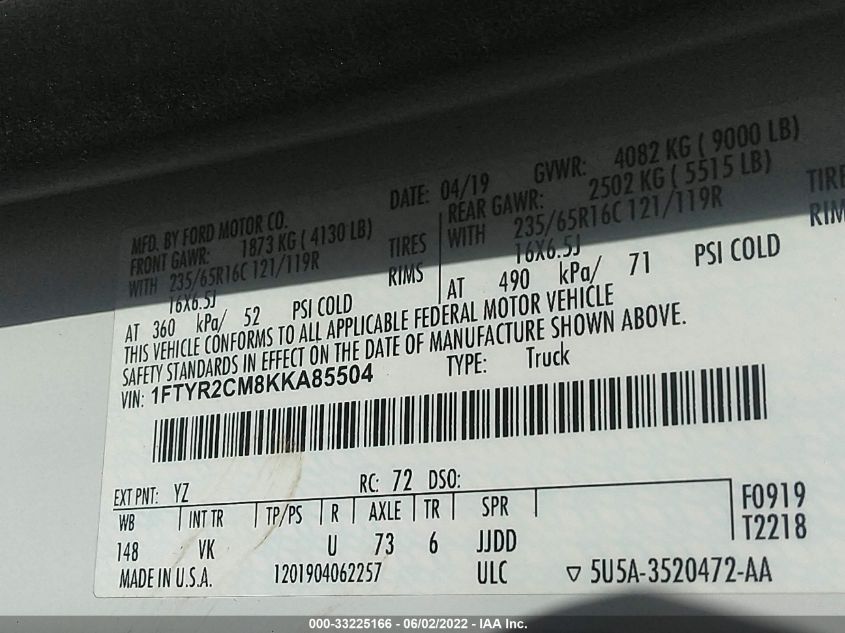 MFD. BY FORD MOTOR CO.
DATE: 04/19
GVWR: 4082 KG ( 9000 LB)
FRONT GAWR: 1873 KG ( 4130 LB)
REAR GAWR: 2502 KG ( 5515 LB)
WITH 235/65R16C 121/119R TIRES
WITH 235/65R16C 121/119R TIRE
16X6.5J RIMS
16X6.5J RIM
AT 360 kPa/ 52 PSI COLD
AT 490 kPa/ 71 PSI COLD
THIS VEHICLE CONFORMS TO ALL APPLICABLE FEDERAL MOTOR VEHICLE
SAFETY STANDARDS IN EFFECT ON THE DATE OF MANUFACTURE SHOWN ABOVE.
VIN: 1FTYR2CM8KKA85504 TYPE: Truck
EXT PNT: YZ RC: 72 DSO:
WB INT TR TP/PS R AXLE TR SPR F0919
148 VK U 73 6 JJDD T2218
MADE IN U.S.A. 1201904062257 ULC ▽ 5U5A-3520472-AA
000-33225166 - 06/02/2022 - IAA Inc.